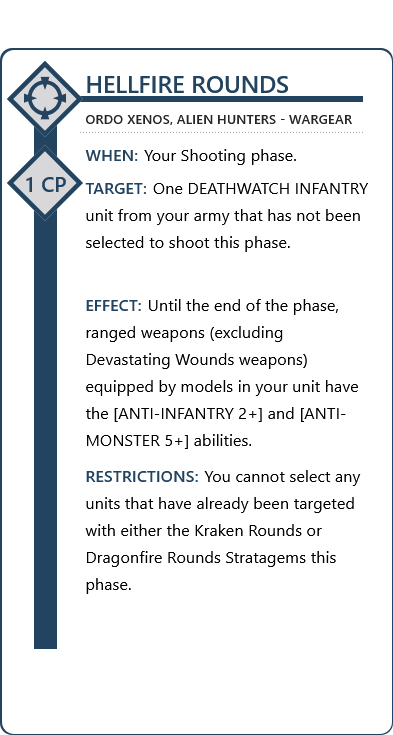 HELLFIRE ROUNDS
ORDO XENOS, ALIEN HUNTERS - WARGEAR
1 CP
WHEN: Your Shooting phase.
TARGET: One DEATHWATCH INFANTRY
unit from your army that has not been
selected to shoot this phase.
EFFECT: Until the end of the phase,
ranged weapons (excluding
Devastating Wounds weapons)
equipped by models in your unit have
the [ANTI-INFANTRY 2+] and [ANTI-
MONSTER 5+] abilities.
RESTRICTIONS: You cannot select any
units that have already been targeted
with either the Kraken Rounds or
Dragonfire Rounds Stratagems this
phase.